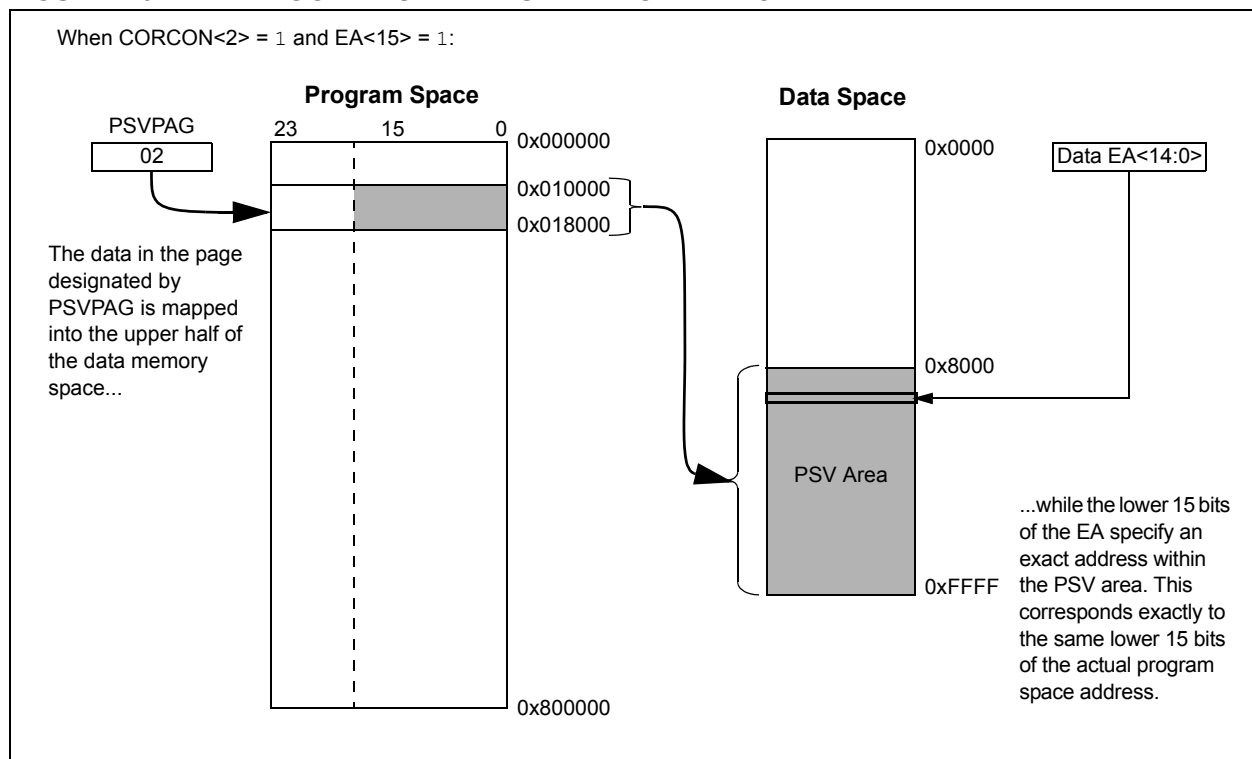 When CORCON<2> = 1 and EA<15> = 1:
Program Space
Data Space
PSVPAG
02
23 15 0
0x000000
0x010000
0x018000
0x800000
The data in the page
designated by
PSVPAG is mapped
into the upper half of
the data memory
space...
0x0000
0x8000
0xFFFF
PSV Area
Data EA<14:0>
...while the lower 15 bits
of the EA specify an
exact address within
the PSV area. This
corresponds exactly to
the same lower 15 bits
of the actual program
space address.